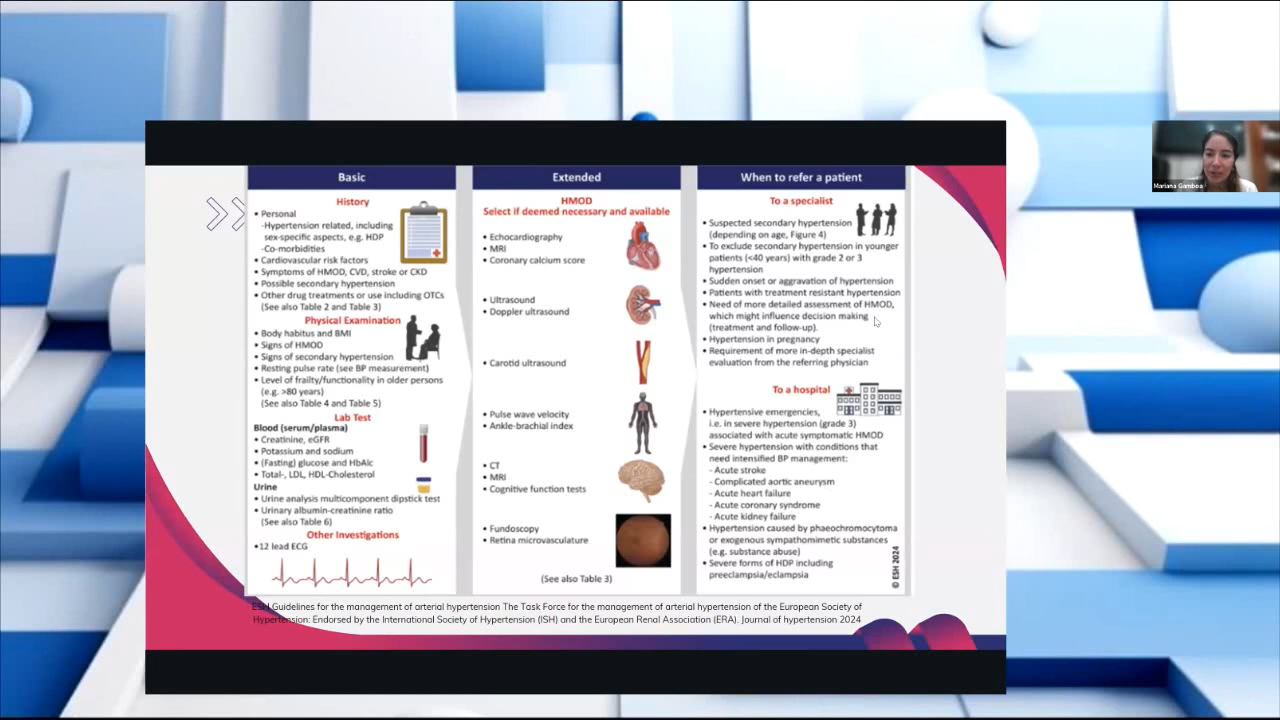 Basic
History
• Personal
-Hypertension related, including
sex-specific aspects, e.g. HDP
-Co-morbidities
• Cardiovascular risk factors
• Symptoms of HMOD, CVD, stroke or CKD
• Possible secondary hypertension
• Other drug treatments or use including OTCs
(See also Table 2 and Table 3)
Physical Examination
• Body habitus and BMI
• Signs of HMOD
• Signs of secondary hypertension
• Resting pulse rate (see BP measurement)
• Level of frailty/functionality in older persons
(e.g. >80 years)
(See also Table 4 and Table 5)
Lab Test
Blood (serum/plasma)
• Creatinine, eGFR
• Potassium and sodium
• (Fasting) glucose and HbAlc
• Total-, LDL, HDL-Cholesterol
Urine
• Urine analysis multicomponent dipstick test
• Urinary albumin-creatinine ratio
(See also Table 6)
Other Investigations
•12 lead ECG
Extended
HMOD
Select if deemed necessary and available
• Echocardiography
• MRI
• Coronary calcium score
• Ultrasound
• Doppler ultrasound
• Carotid ultrasound
• Pulse wave velocity
• Ankle-brachial index
• CT
• MRI
• Cognitive function tests
• Fundoscopy
• Retina microvasculature
(See also Table 3)
When to refer a patient
To a specialist
• Suspected secondary hypertension
(depending on age, Figure 4)
• To exclude secondary hypertension in younger
patients (<40 years) with grade 2 or 3
hypertension
• Sudden onset or aggravation of hypertension
• Patients with treatment resistant hypertension
• Need of more detailed assessment of HMOD,
which might influence decision making
(treatment and follow-up).
• Hypertension in pregnancy
• Requirement of more in-depth specialist
evaluation from the referring physician
To a hospital
• Hypertensive emergencies,
i.e. in severe hypertension (grade 3)
associated with acute symptomatic HMOD
• Severe hypertension with conditions that
need intensified BP management:
- Acute stroke
- Complicated aortic aneurysm
- Acute heart failure
- Acute coronary syndrome
- Acute kidney failure
• Hypertension caused by phaeochromocytoma
or exogenous sympathomimetic substances
(e.g. substance abuse)
• Severe forms of HDP including
preeclampsia/eclampsia
© ESH 2024
ESH Guidelines for the management of arterial hypertension The Task Force for the management of arterial hypertension of the European Society of
Hypertension: Endorsed by the International Society of Hypertension (ISH) and the European Renal Association (ERA). Journal of hypertension 2024
Mariana Gamboa